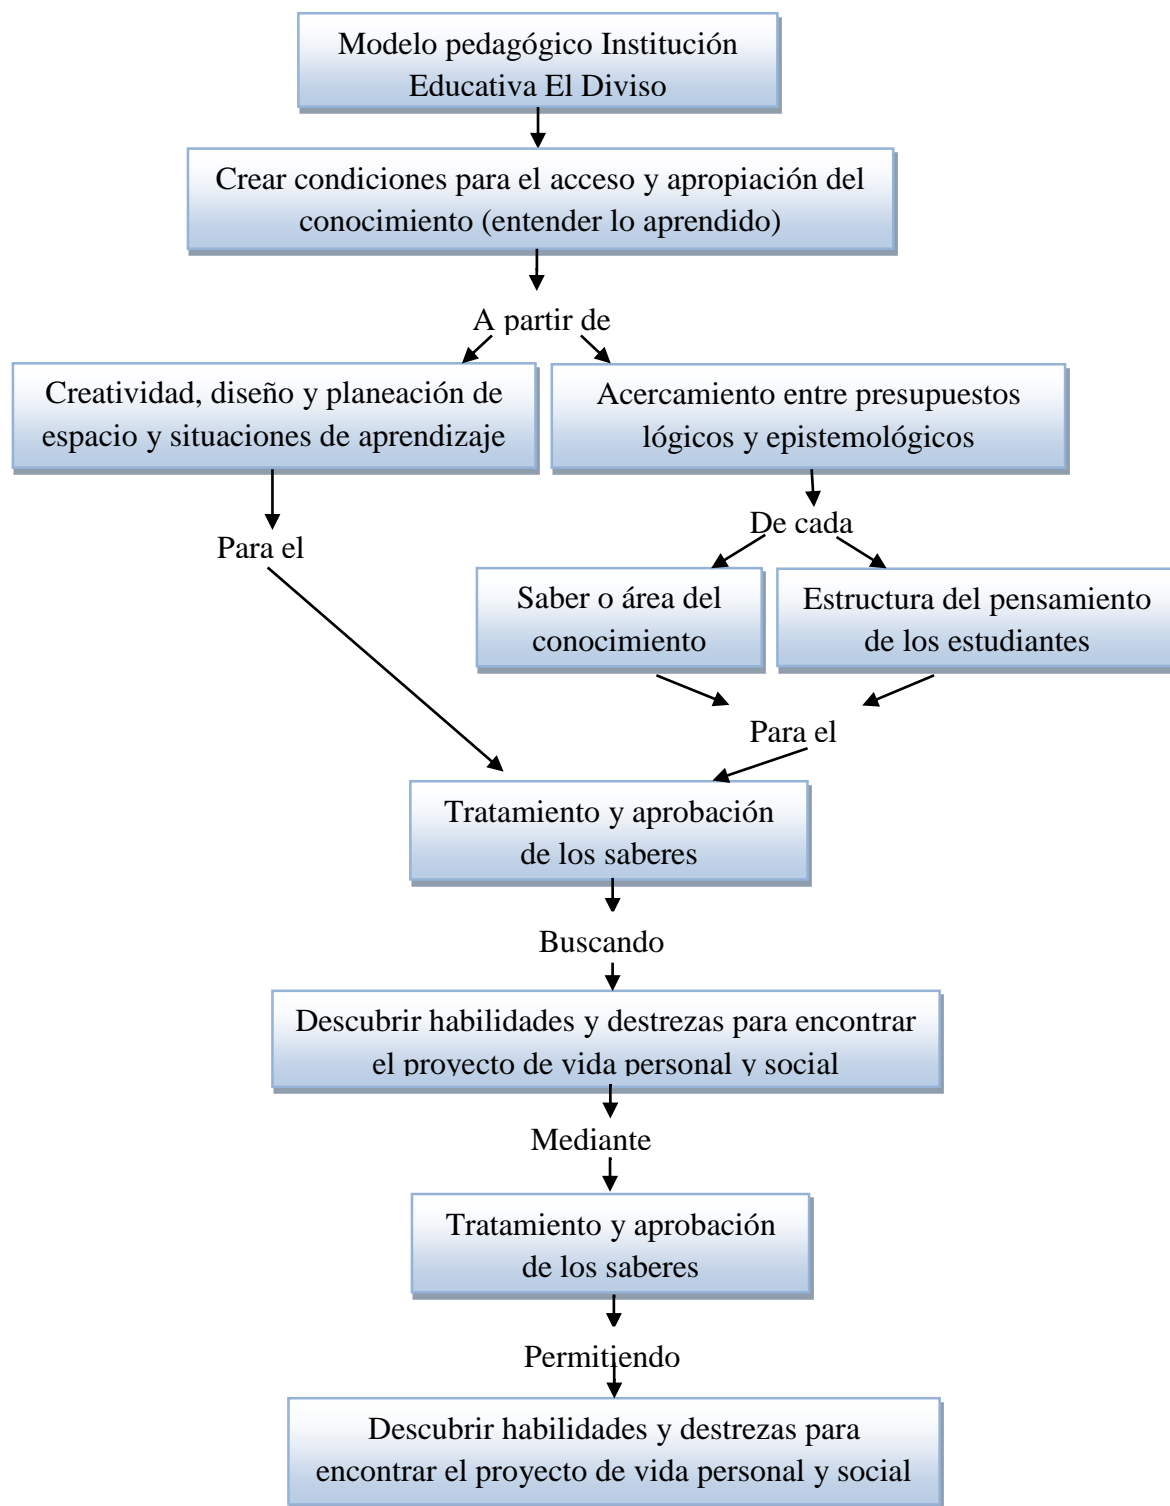 Modelo pedagógico Institución
Educativa El Diviso
Crear condiciones para el acceso y apropiación del
conocimiento (entender lo aprendido)
A partir de
Creatividad, diseño y planeación de
espacio y situaciones de aprendizaje
Acercamiento entre presupuestos
lógicos y epistemológicos
De cada
Para el
Saber o área del
conocimiento
Estructura del pensamiento
de los estudiantes
Para el
Tratamiento y aprobación
de los saberes
Buscando
Descubrir habilidades y destrezas para encontrar
el proyecto de vida personal y social
Mediante
Tratamiento y aprobación
de los saberes
Permitiendo
Descubrir habilidades y destrezas para
encontrar el proyecto de vida personal y social